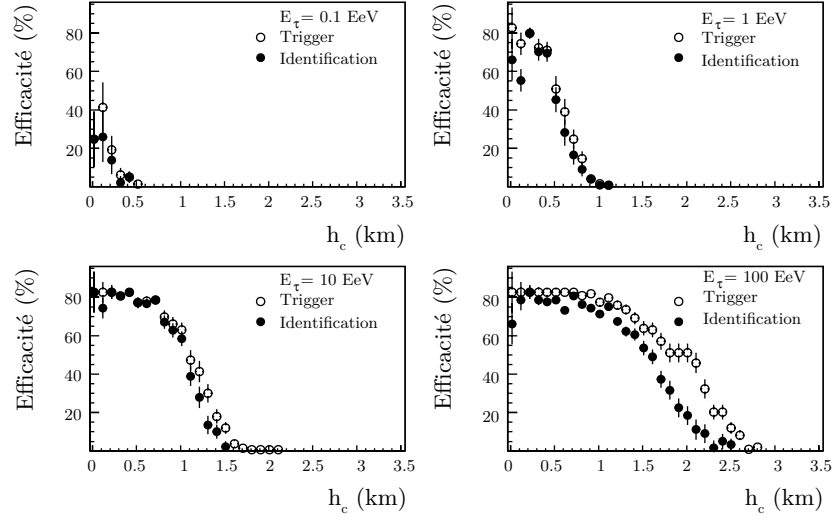 E_τ = 0.1 EeV
Trigger
Identification
Efficacité (%)
80
60
40
20
0 0.5 1 1.5 2 2.5 3 3.5
h_c (km)
E_τ = 1 EeV
Trigger
Identification
Efficacité (%)
80
60
40
20
0 0.5 1 1.5 2 2.5 3 3.5
h_c (km)
E_τ = 10 EeV
Trigger
Identification
Efficacité (%)
80
60
40
20
0 0.5 1 1.5 2 2.5 3 3.5
h_c (km)
E_τ = 100 EeV
Trigger
Identification
Efficacité (%)
80
60
40
20
0 0.5 1 1.5 2 2.5 3 3.5
h_c (km)